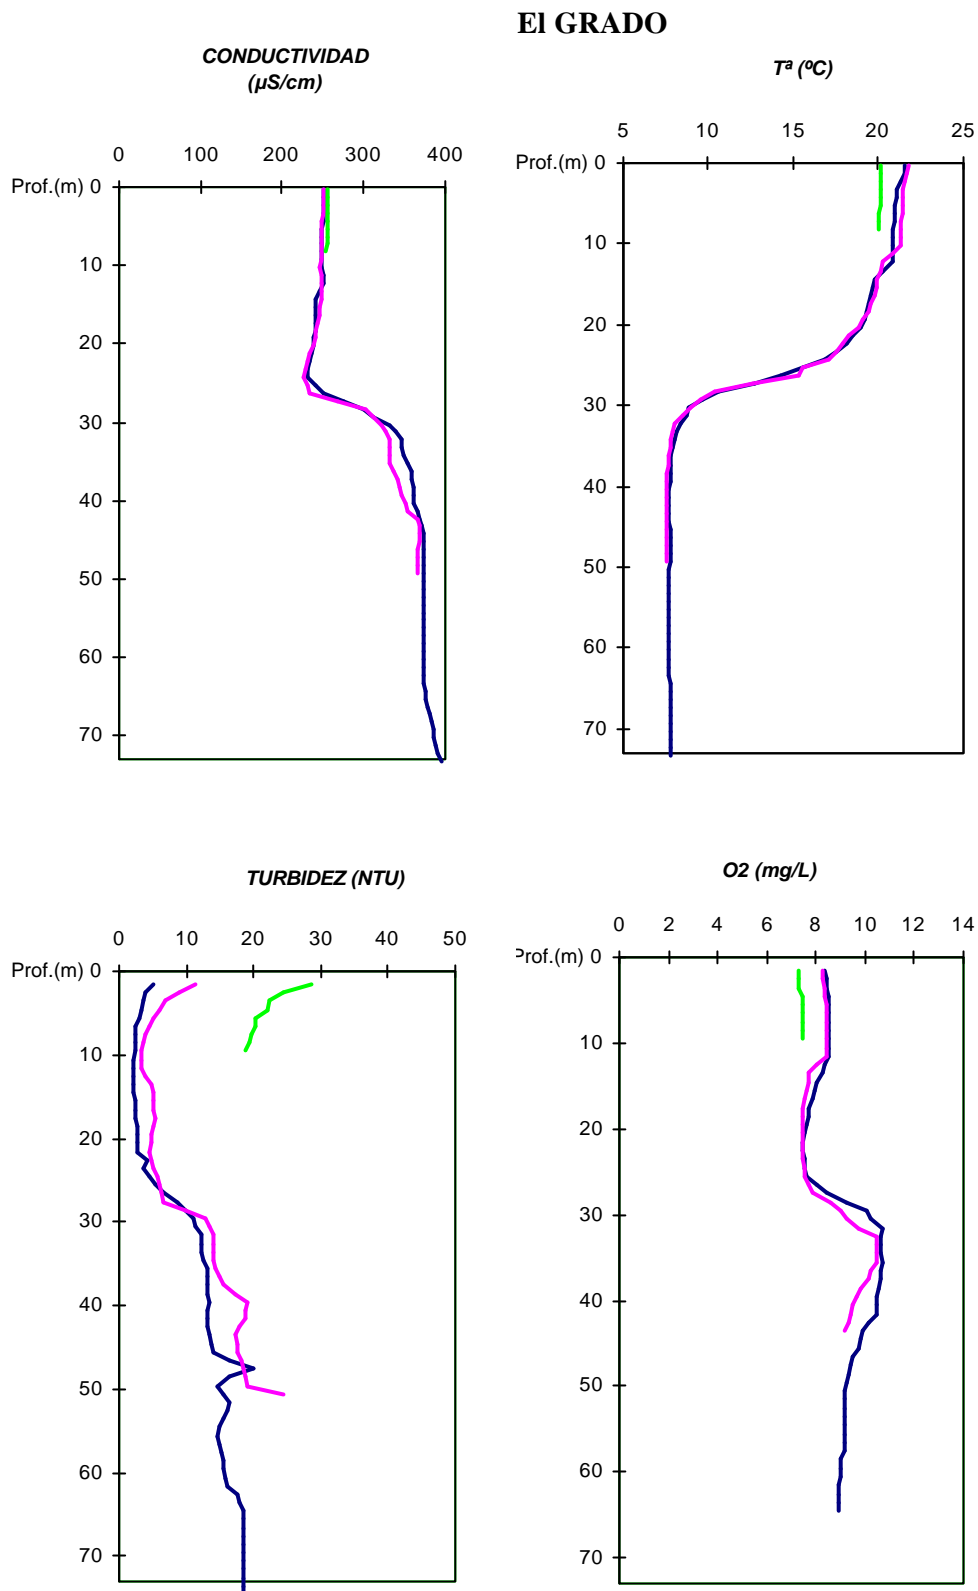 El GRADO
CONDUCTIVIDAD
(µS/cm)
0 100 200 300 400
Prof.(m) 0
10
20
30
40
50
60
70
Tª (ºC)
5 10 15 20 25
Prof.(m) 0
10
20
30
40
50
60
70
TURBIDEZ (NTU)
0 10 20 30 40 50
Prof.(m) 0
10
20
30
40
50
60
70
O2 (mg/L)
0 2 4 6 8 10 12 14
Prof.(m) 0
10
20
30
40
50
60
70